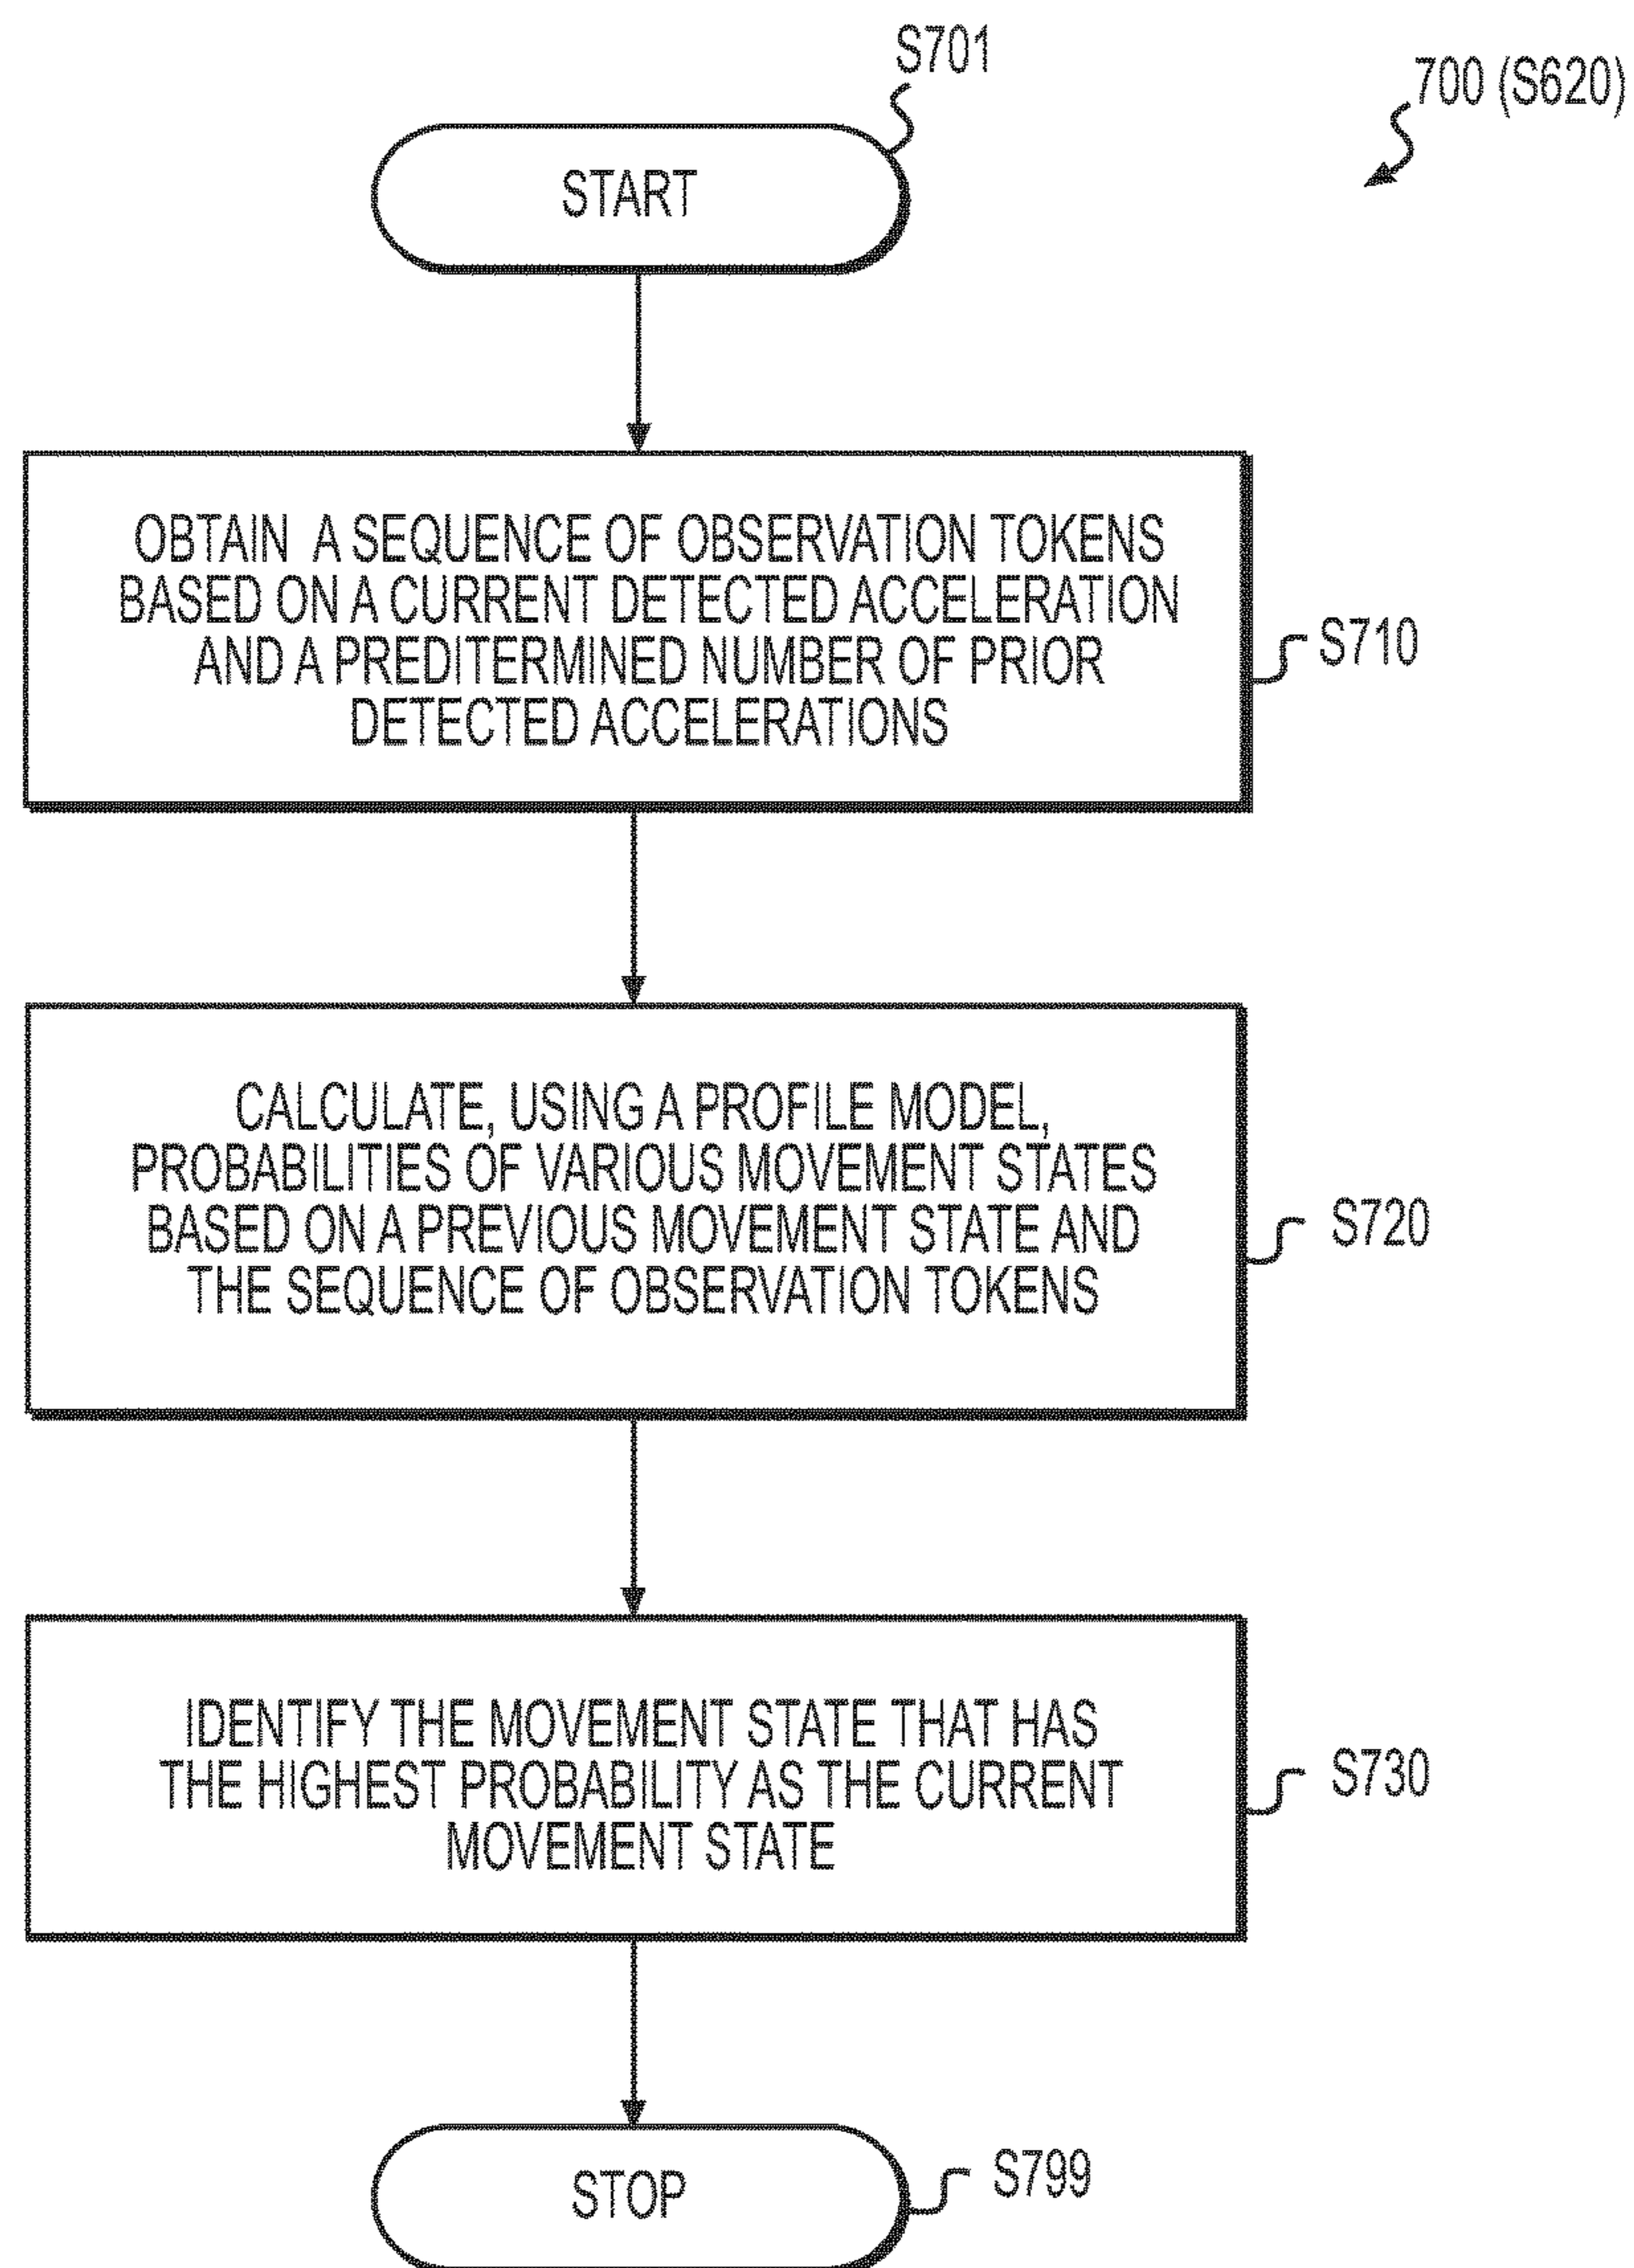 S701
700 (S620)
START
OBTAIN A SEQUENCE OF OBSERVATION TOKENS
BASED ON A CURRENT DETECTED ACCELERATION
AND A PREDITERMINED NUMBER OF PRIOR
DETECTED ACCELERATIONS
S710
CALCULATE, USING A PROFILE MODEL,
PROBABILITIES OF VARIOUS MOVEMENT STATES
BASED ON A PREVIOUS MOVEMENT STATE AND
THE SEQUENCE OF OBSERVATION TOKENS
S720
IDENTIFY THE MOVEMENT STATE THAT HAS
THE HIGHEST PROBABILITY AS THE CURRENT
MOVEMENT STATE
S730
STOP
S799